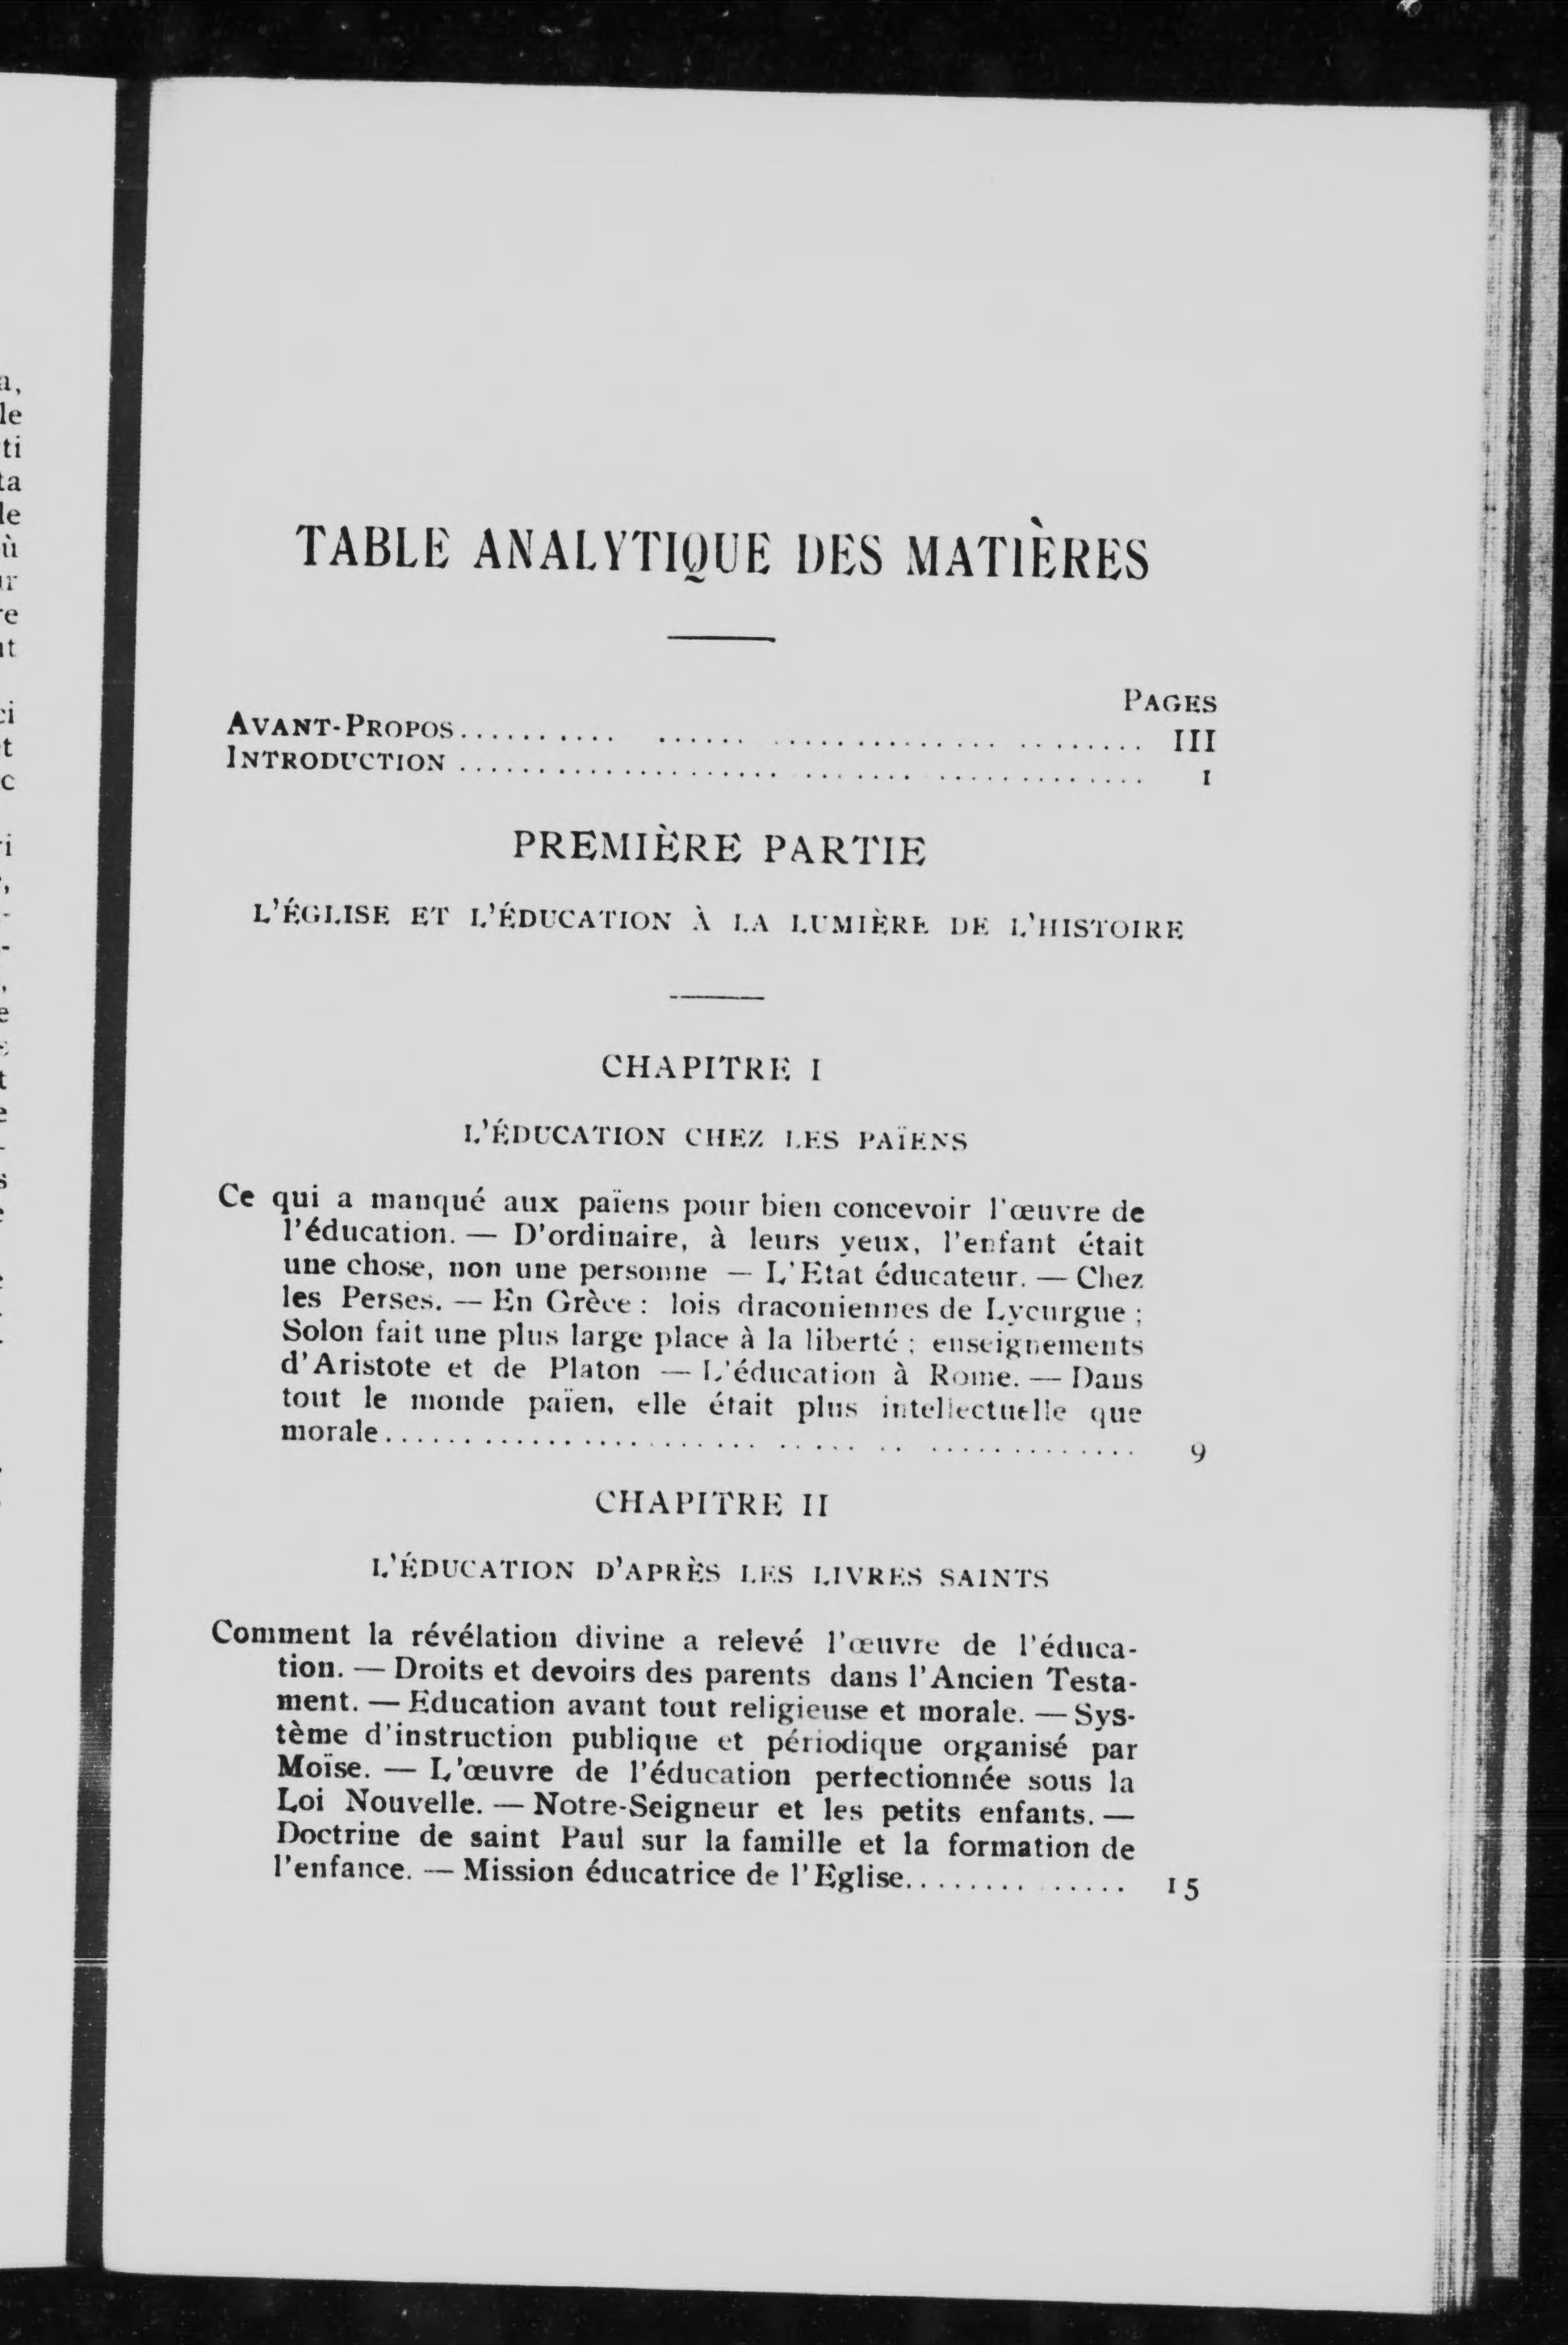 TABLE ANALYTIQUE DES MATIÈRES
PAGES
AVANT-PROPOS.......... ...... .............. ........ III
INTRODUCTION .................... ....... ............. 1
PREMIÈRE PARTIE
L'ÉGLISE ET L'ÉDUCATION À LA LUMIÈRE DE L'HISTOIRE
CHAPITRE I
L'ÉDUCATION CHEZ LES PAÏENS
Ce qui a manqué aux païens pour bien concevoir l'œuvre de
l'éducation. — D'ordinaire, à leurs yeux, l'enfant était
une chose, non une personne — L'Etat éducateur. — Chez
les Perses. — En Grèce : lois draconiennes de Lycurgue ;
Solon fait une plus large place à la liberté ; enseignements
d'Aristote et de Platon — L'éducation à Rome. — Dans
tout le monde païen, elle était plus intellectuelle que
morale........................ ..... .. ............. 9
CHAPITRE II
L'ÉDUCATION D'APRÈS LES LIVRES SAINTS
Comment la révélation divine a relevé l'œuvre de l'éduca-
tion. — Droits et devoirs des parents dans l'Ancien Testa-
ment. — Education avant tout religieuse et morale. — Sys-
tème d'instruction publique et périodique organisé par
Moïse. — L'œuvre de l'éducation perfectionnée sous la
Loi Nouvelle. — Notre-Seigneur et les petits enfants. —
Doctrine de saint Paul sur la famille et la formation de
l'enfance. — Mission éducatrice de l'Eglise......... ..... 15